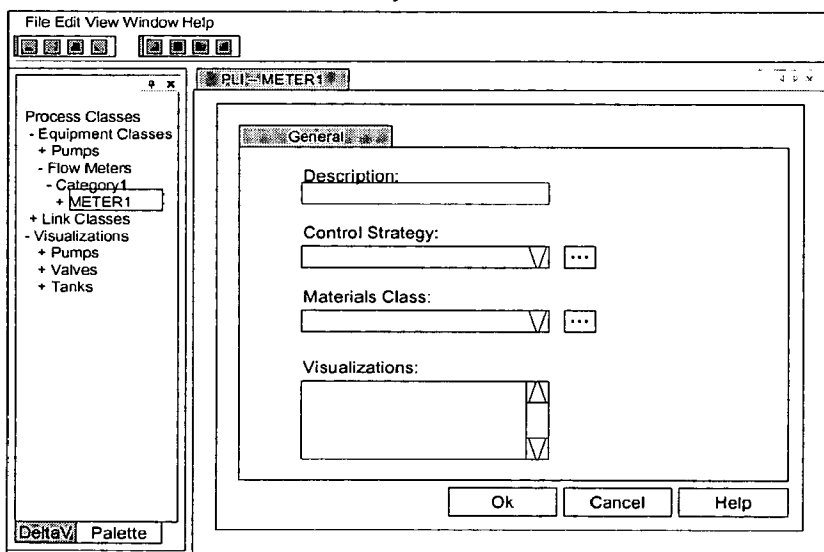 File Edit View Window Help
PLI – METER1
Process Classes
- Equipment Classes
+ Pumps
- Flow Meters
- Category1
+ METER1
+ Link Classes
- Visualizations
+ Pumps
+ Valves
+ Tanks
DeltaV Palette
General
Description:
Control Strategy:
...
Materials Class:
...
Visualizations:
Ok Cancel Help